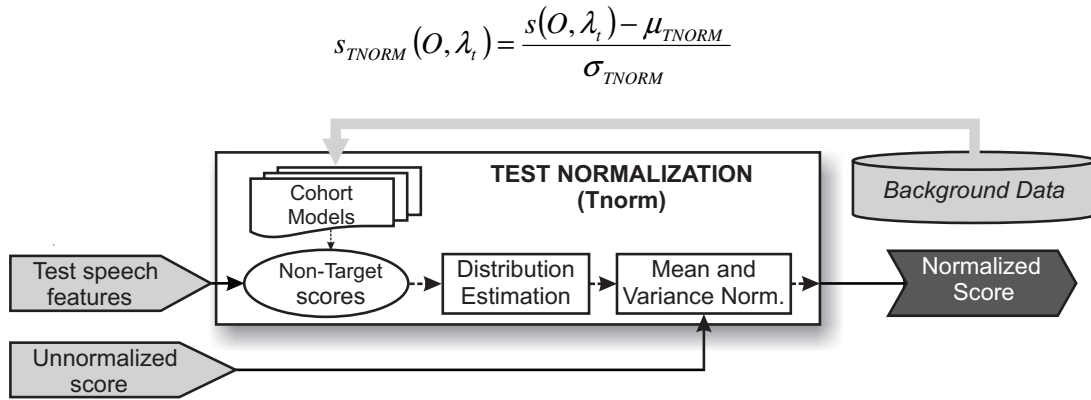 s_TNORM(O, λ_t) = (s(O, λ_t) − μ_TNORM) / σ_TNORM
TEST NORMALIZATION
(Tnorm)
Cohort
Models
Background Data
Test speech
features
Non-Target
scores
Distribution
Estimation
Mean and
Variance Norm.
Normalized
Score
Unnormalized
score